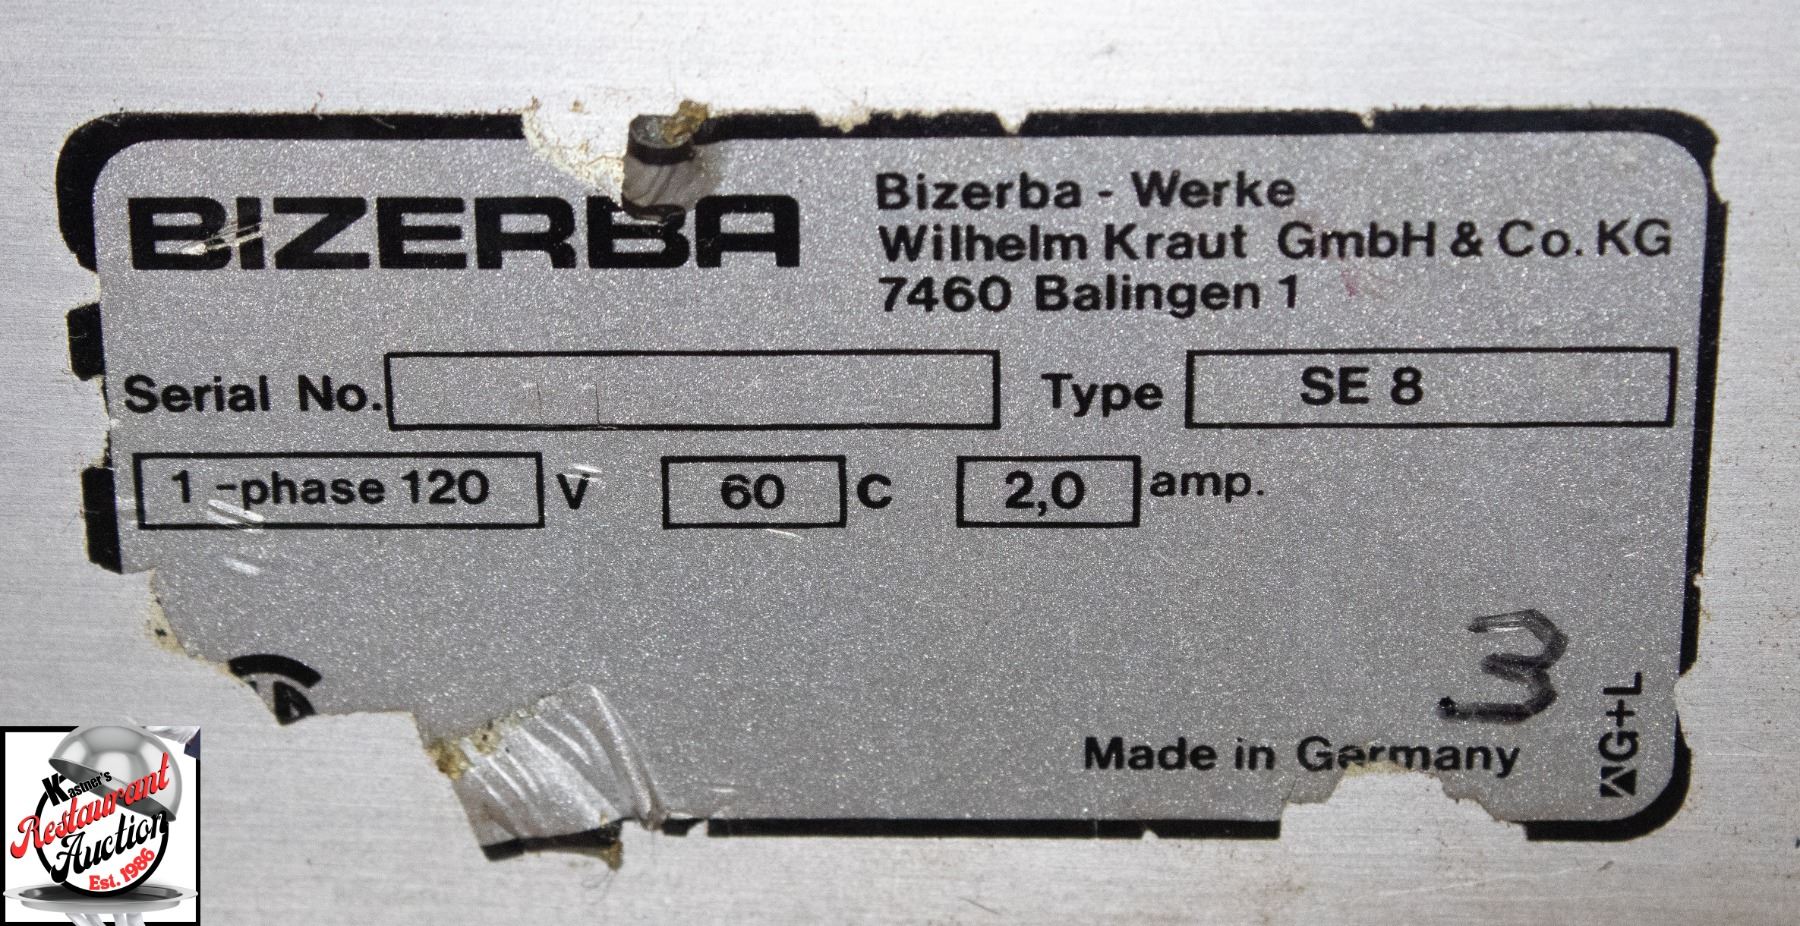 BIZERBA
Bizerba - Werke
Wilhelm Kraut GmbH & Co. KG
7460 Balingen 1
Serial No.
Type SE 8
1 -phase 120 V 60 C 2,0 amp.
3
Made in Germany
G+L
Kastner's
Restaurant
Auction
Est. 1986